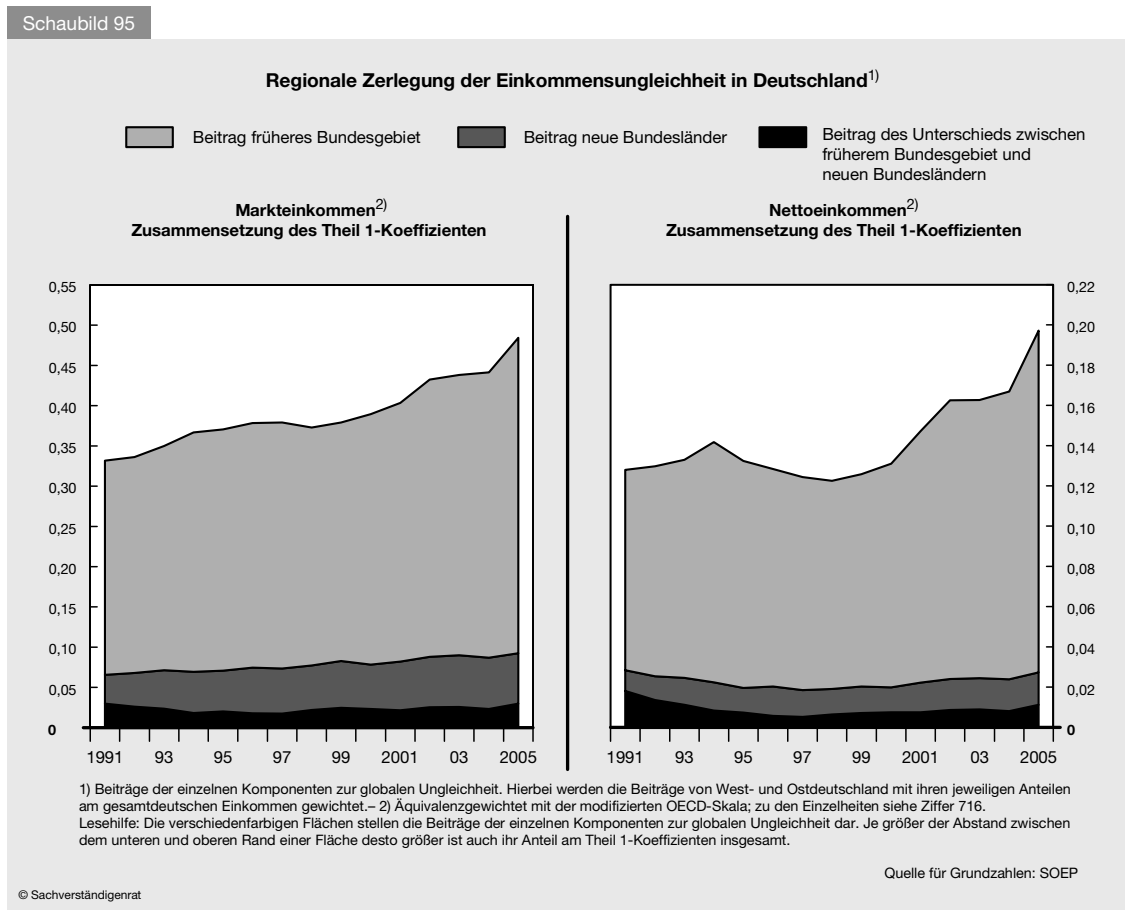 Schaubild 95
Regionale Zerlegung der Einkommensungleichheit in Deutschland1)
Beitrag früheres Bundesgebiet
Beitrag neue Bundesländer
Beitrag des Unterschieds zwischen
früherem Bundesgebiet und
neuen Bundesländern
Markteinkommen2)
Zusammensetzung des Theil 1-Koeffizienten
0,55
0,50
0,45
0,40
0,35
0,30
0,25
0,20
0,15
0,10
0,05
0
1991 93 95 97 99 2001 03 2005
Nettoeinkommen2)
Zusammensetzung des Theil 1-Koeffizienten
0,22
0,20
0,18
0,16
0,14
0,12
0,10
0,08
0,06
0,04
0,02
0
1991 93 95 97 99 2001 03 2005
1) Beiträge der einzelnen Komponenten zur globalen Ungleichheit. Hierbei werden die Beiträge von West- und Ostdeutschland mit ihren jeweiligen Anteilen
am gesamtdeutschen Einkommen gewichtet.– 2) Äquivalenzgewichtet mit der modifizierten OECD-Skala; zu den Einzelheiten siehe Ziffer 716.
Lesehilfe: Die verschiedenfarbigen Flächen stellen die Beiträge der einzelnen Komponenten zur globalen Ungleichheit dar. Je größer der Abstand zwischen
dem unteren und oberen Rand einer Fläche desto größer ist auch ihr Anteil am Theil 1-Koeffizienten insgesamt.
Quelle für Grundzahlen: SOEP
© Sachverständigenrat